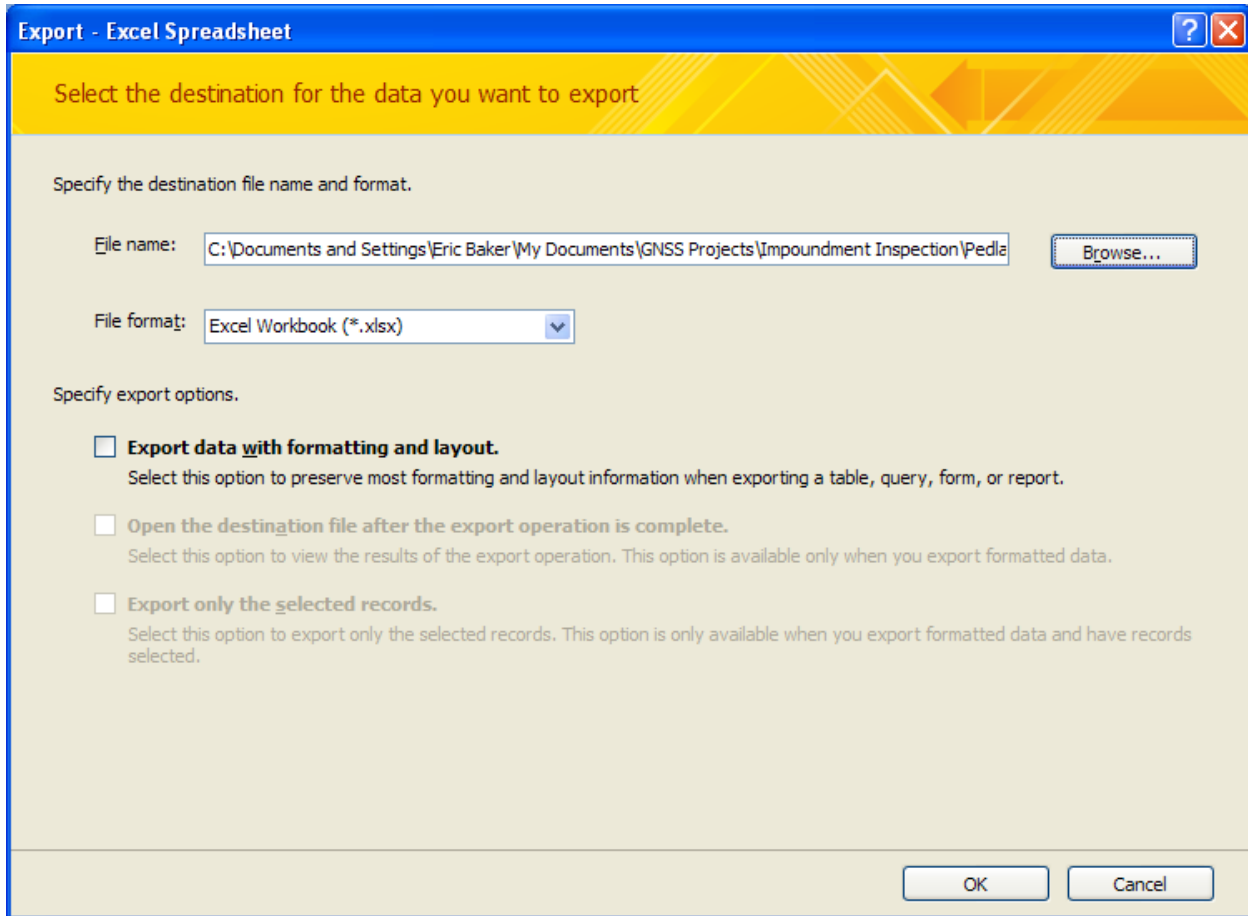 Export - Excel Spreadsheet
Select the destination for the data you want to export
Specify the destination file name and format.
File name: C:\Documents and Settings\Eric Baker\My Documents\GNSS Projects\Impoundment Inspection\Pedla Browse...
File format: Excel Workbook (*.xlsx)
Specify export options.
Export data with formatting and layout.
Select this option to preserve most formatting and layout information when exporting a table, query, form, or report.
Open the destination file after the export operation is complete.
Select this option to view the results of the export operation. This option is available only when you export formatted data.
Export only the selected records.
Select this option to export only the selected records. This option is only available when you export formatted data and have records
selected.
OK Cancel